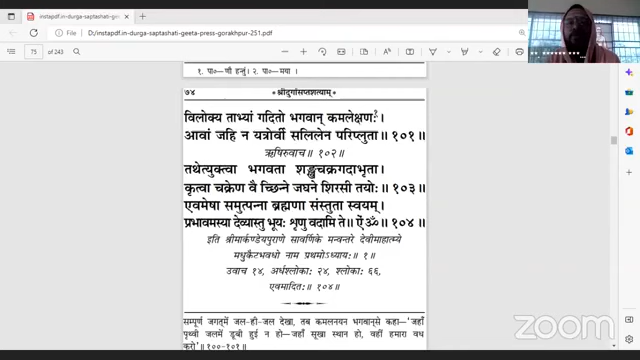 instapdf.in-durga-saptashati-gee
File
D:/instapdf.in-durga-saptashati-geeta-press-gorakhpur-251.pdf
75 of 243
१. पा०—णौ हन्तुं। २. पा०—मषा ।
७४ * श्रीदुर्गासप्तशत्याम् *
विलोक्य ताभ्यां गदितो भगवान् कमलेक्षणः२।
आवां जहि न यत्रोर्वी सलिलेन परिप्लुता॥ १०१॥
ऋषिरुवाच॥ १०२॥
तथेत्युक्त्वा भगवता शङ्खचक्रगदाभृता।
कृत्वा चक्रेण वै च्छिन्ने जघने शिरसी तयोः॥ १०३॥
एवमेषा समुत्पन्ना ब्रह्मणा संस्तुता स्वयम्।
प्रभावमस्या देव्यास्तु भूयः शृणु वदामि ते॥ ऐं ॐ॥ १०४॥
इति श्रीमार्कण्डेयपुराणे सावर्णिके मन्वन्तरे देवीमाहात्म्ये
मधुकैटभवधो नाम प्रथमोऽध्यायः॥ १॥
उवाच १४, अर्धश्लोकाः २४, श्लोकाः ६६,
एवमादितः॥ १०४॥
सम्पूर्ण जगत्‌में जल-ही-जल देखा, तब कमलनयन भगवान्‌से कहा—'जहाँ
पृथ्वी जलमें डूबी हुई न हो—जहाँ सूखा स्थान हो, वहीं हमारा वध
करो'॥ १००-१०१॥
zoom